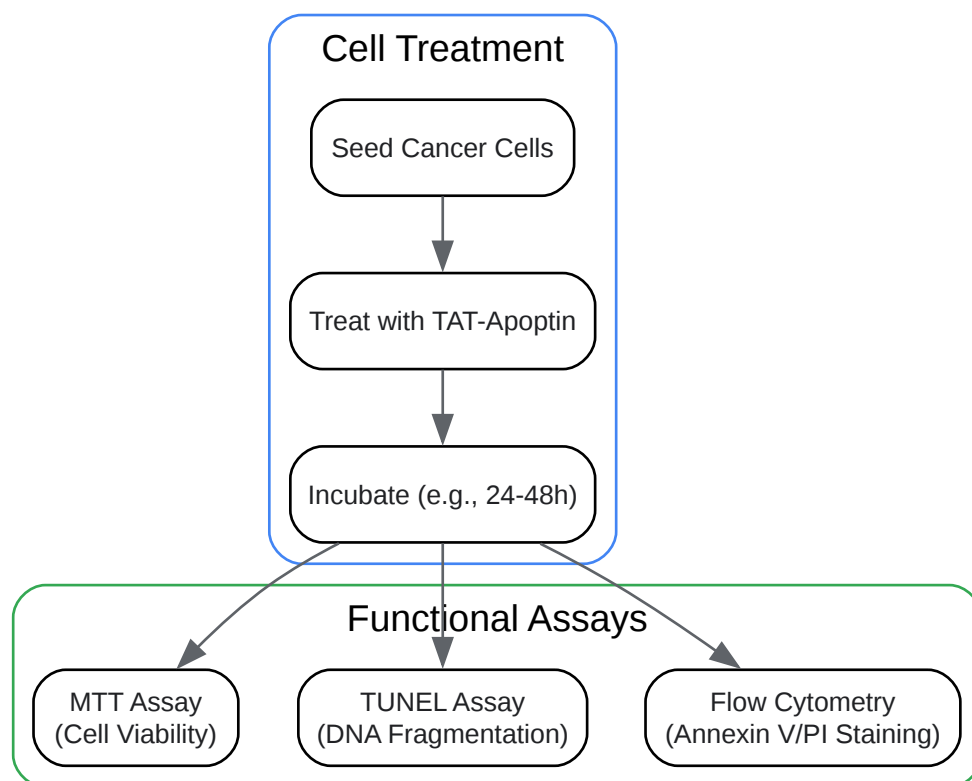 Cell Treatment
Seed Cancer Cells
Treat with TAT-Apoptin
Incubate (e.g., 24-48h)
Functional Assays
MTT Assay
(Cell Viability)
TUNEL Assay
(DNA Fragmentation)
Flow Cytometry
(Annexin V/PI Staining)